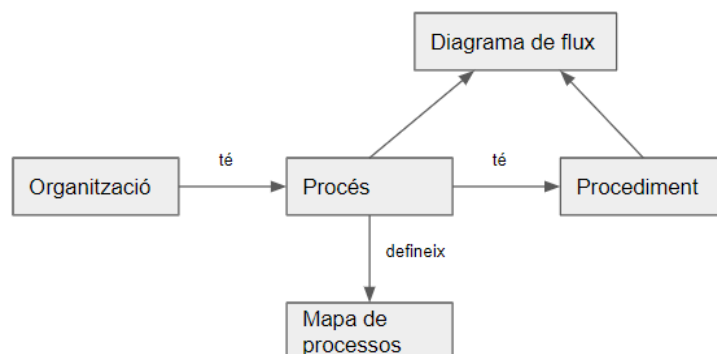 Diagrama de flux
té
té
Organització
Procés
Procediment
defineix
Mapa de
processos